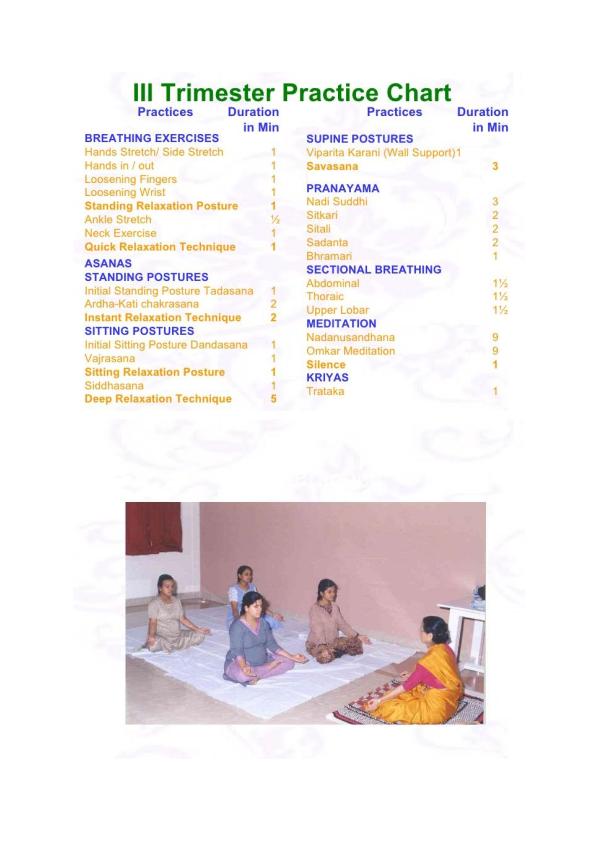 III Trimester Practice Chart
Practices Duration
in Min
BREATHING EXERCISES
Hands Stretch/ Side Stretch 1
Hands in / out 1
Loosening Fingers 1
Loosening Wrist 1
Standing Relaxation Posture 1
Ankle Stretch ½
Neck Exercise 1
Quick Relaxation Technique 1
ASANAS
STANDING POSTURES
Initial Standing Posture Tadasana 1
Ardha-Kati chakrasana 2
Instant Relaxation Technique 2
SITTING POSTURES
Initial Sitting Posture Dandasana 1
Vajrasana 1
Sitting Relaxation Posture 1
Siddhasana 1
Deep Relaxation Technique 5
Practices Duration
in Min
SUPINE POSTURES
Viparita Karani (Wall Support)1
Savasana 3
PRANAYAMA
Nadi Suddhi 3
Sitkari 2
Sitali 2
Sadanta 2
Bhramari 1
SECTIONAL BREATHING
Abdominal 1½
Thoraic 1½
Upper Lobar 1½
MEDITATION
Nadanusandhana 9
Omkar Meditation 9
Silence 1
KRIYAS
Trataka 1